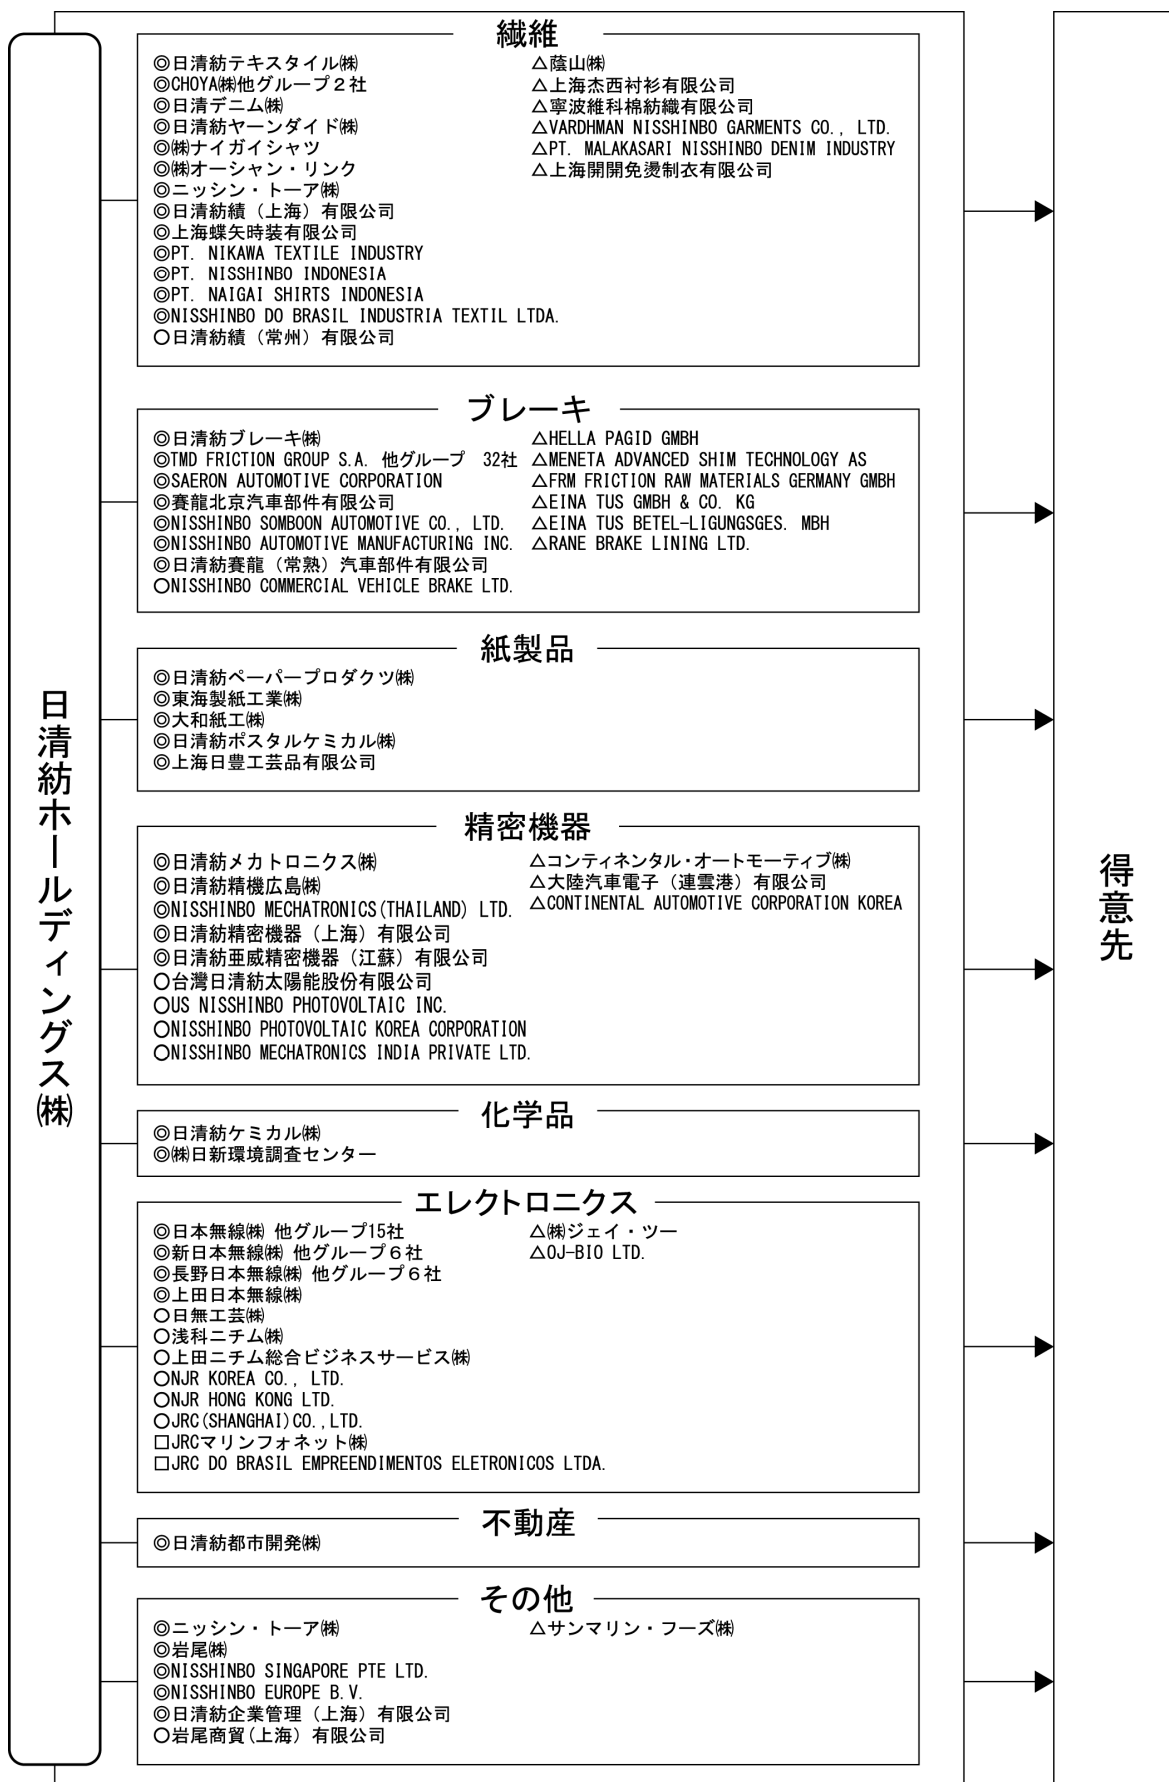 日清紡ホールディングス㈱
繊維
◎日清紡テキスタイル㈱
◎CHOYA㈱他グループ２社
◎日清デニム㈱
◎日清紡ヤーンダイド㈱
◎㈱ナイガイシャツ
◎㈱オーシャン・リンク
◎ニッシン・トーア㈱
◎日清紡績（上海）有限公司
◎上海蝶矢時装有限公司
◎PT. NIKAWA TEXTILE INDUSTRY
◎PT. NISSHINBO INDONESIA
◎PT. NAIGAI SHIRTS INDONESIA
◎NISSHINBO DO BRASIL INDUSTRIA TEXTIL LTDA.
○日清紡績（常州）有限公司
△蔭山㈱
△上海杰西衬衫有限公司
△寧波維科棉紡織有限公司
△VARDHMAN NISSHINBO GARMENTS CO., LTD.
△PT. MALAKASARI NISSHINBO DENIM INDUSTRY
△上海開開免燙制衣有限公司
ブレーキ
◎日清紡ブレーキ㈱
◎TMD FRICTION GROUP S.A. 他グループ　32社
◎SAERON AUTOMOTIVE CORPORATION
◎賽龍北京汽車部件有限公司
◎NISSHINBO SOMBOON AUTOMOTIVE CO., LTD.
◎NISSHINBO AUTOMOTIVE MANUFACTURING INC.
◎日清紡賽龍（常熟）汽車部件有限公司
○NISSHINBO COMMERCIAL VEHICLE BRAKE LTD.
△HELLA PAGID GMBH
△MENETA ADVANCED SHIM TECHNOLOGY AS
△FRM FRICTION RAW MATERIALS GERMANY GMBH
△EINA TUS GMBH & CO. KG
△EINA TUS BETEL-LIGUNGSGES. MBH
△RANE BRAKE LINING LTD.
紙製品
◎日清紡ペーパープロダクツ㈱
◎東海製紙工業㈱
◎大和紙工㈱
◎日清紡ポスタルケミカル㈱
◎上海日豊工芸品有限公司
精密機器
◎日清紡メカトロニクス㈱
◎日清紡精機広島㈱
◎NISSHINBO MECHATRONICS(THAILAND) LTD.
◎日清紡精密機器（上海）有限公司
◎日清紡亜威精密機器（江蘇）有限公司
○台灣日清紡太陽能股份有限公司
○US NISSHINBO PHOTOVOLTAIC INC.
○NISSHINBO PHOTOVOLTAIC KOREA CORPORATION
○NISSHINBO MECHATRONICS INDIA PRIVATE LTD.
△コンティネンタル・オートモーティブ㈱
△大陸汽車電子（連雲港）有限公司
△CONTINENTAL AUTOMOTIVE CORPORATION KOREA
化学品
◎日清紡ケミカル㈱
◎㈱日新環境調査センター
エレクトロニクス
◎日本無線㈱ 他グループ15社
◎新日本無線㈱ 他グループ６社
◎長野日本無線㈱ 他グループ６社
◎上田日本無線㈱
○日無工芸㈱
○浅科ニチム㈱
○上田ニチム総合ビジネスサービス㈱
○NJR KOREA CO., LTD.
○NJR HONG KONG LTD.
○JRC(SHANGHAI)CO.,LTD.
□JRCマリンフォネット㈱
□JRC DO BRASIL EMPREENDIMENTOS ELETRONICOS LTDA.
△㈱ジェイ・ツー
△OJ-BIO LTD.
不動産
◎日清紡都市開発㈱
その他
◎ニッシン・トーア㈱
◎岩尾㈱
◎NISSHINBO SINGAPORE PTE LTD.
◎NISSHINBO EUROPE B.V.
◎日清紡企業管理（上海）有限公司
○岩尾商貿(上海）有限公司
△サンマリン・フーズ㈱
得意先